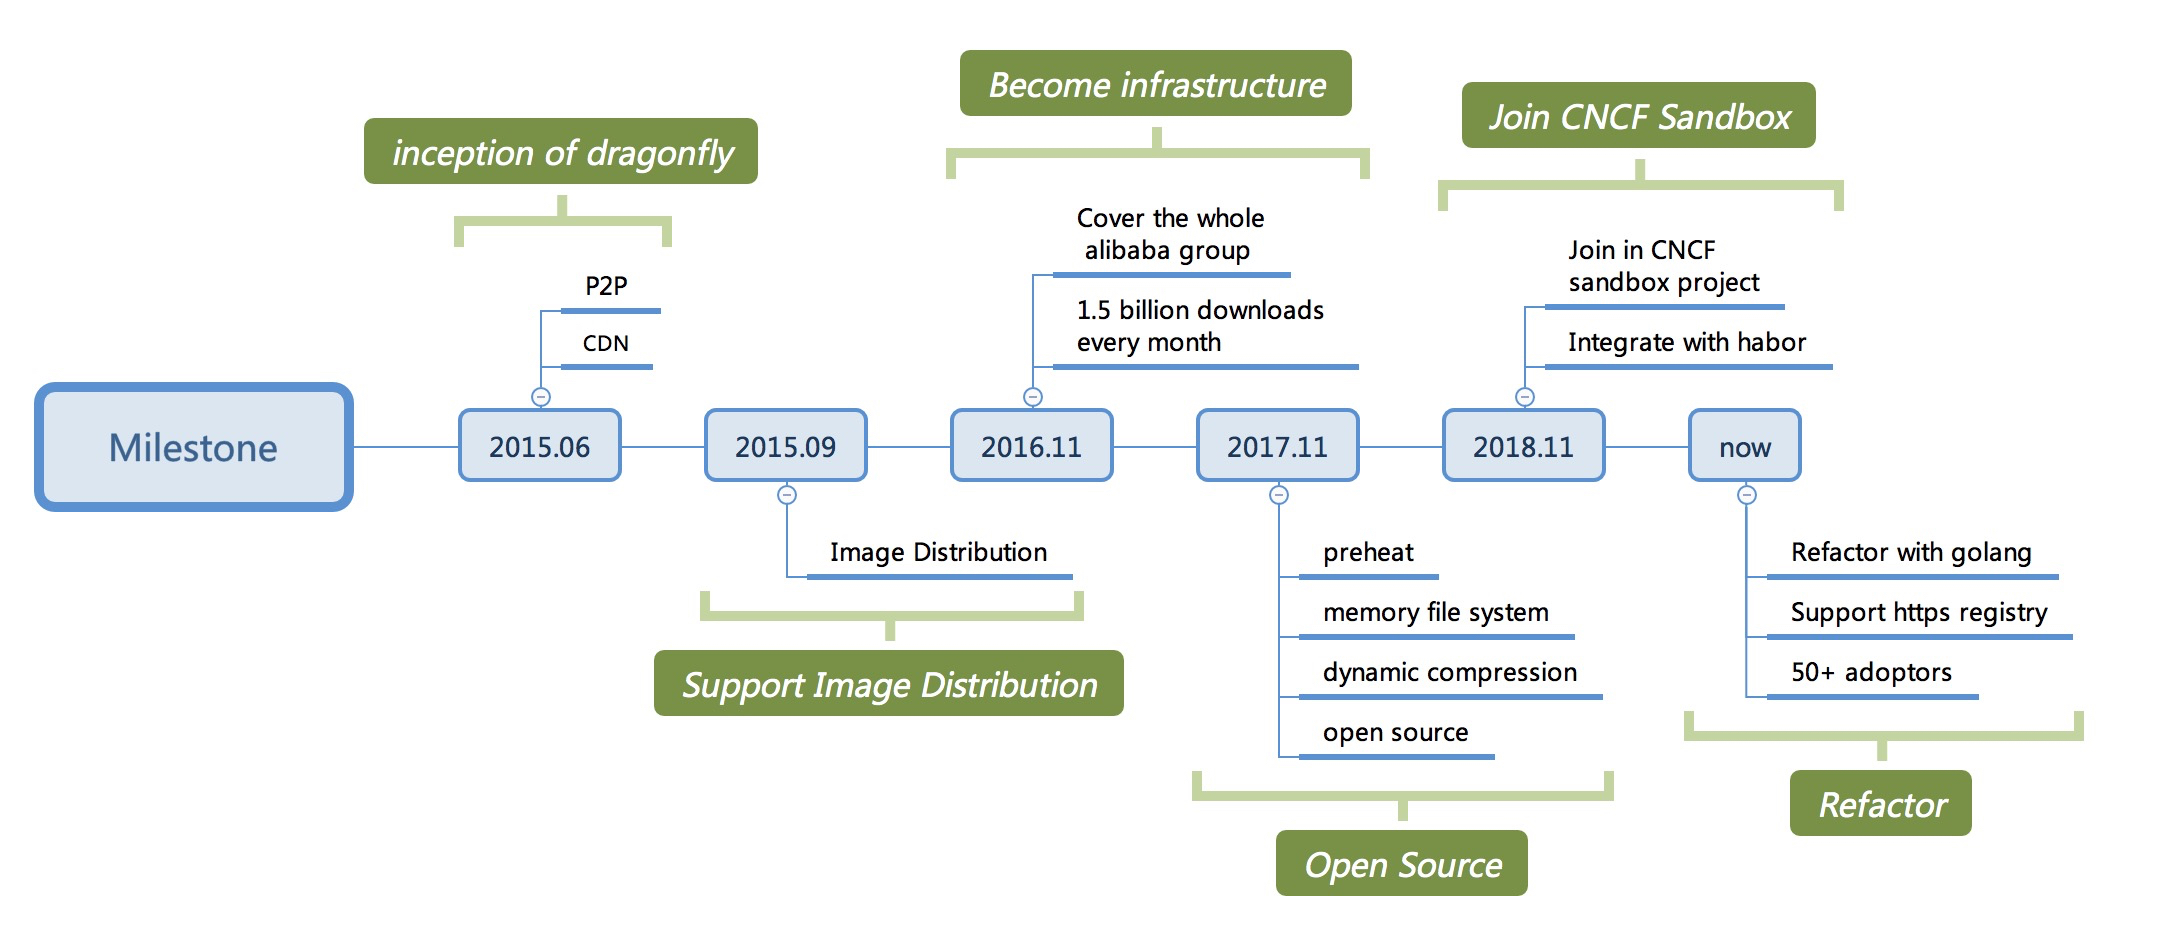 Become infrastructure
Join CNCF Sandbox
inception of dragonfly
Cover the whole
alibaba group
1.5 billion downloads
every month
Join in CNCF
sandbox project
Integrate with habor
P2P
CDN
Milestone
2015.06
2015.09
2016.11
2017.11
2018.11
now
Image Distribution
Support Image Distribution
preheat
memory file system
dynamic compression
open source
Open Source
Refactor with golang
Support https registry
50+ adoptors
Refactor